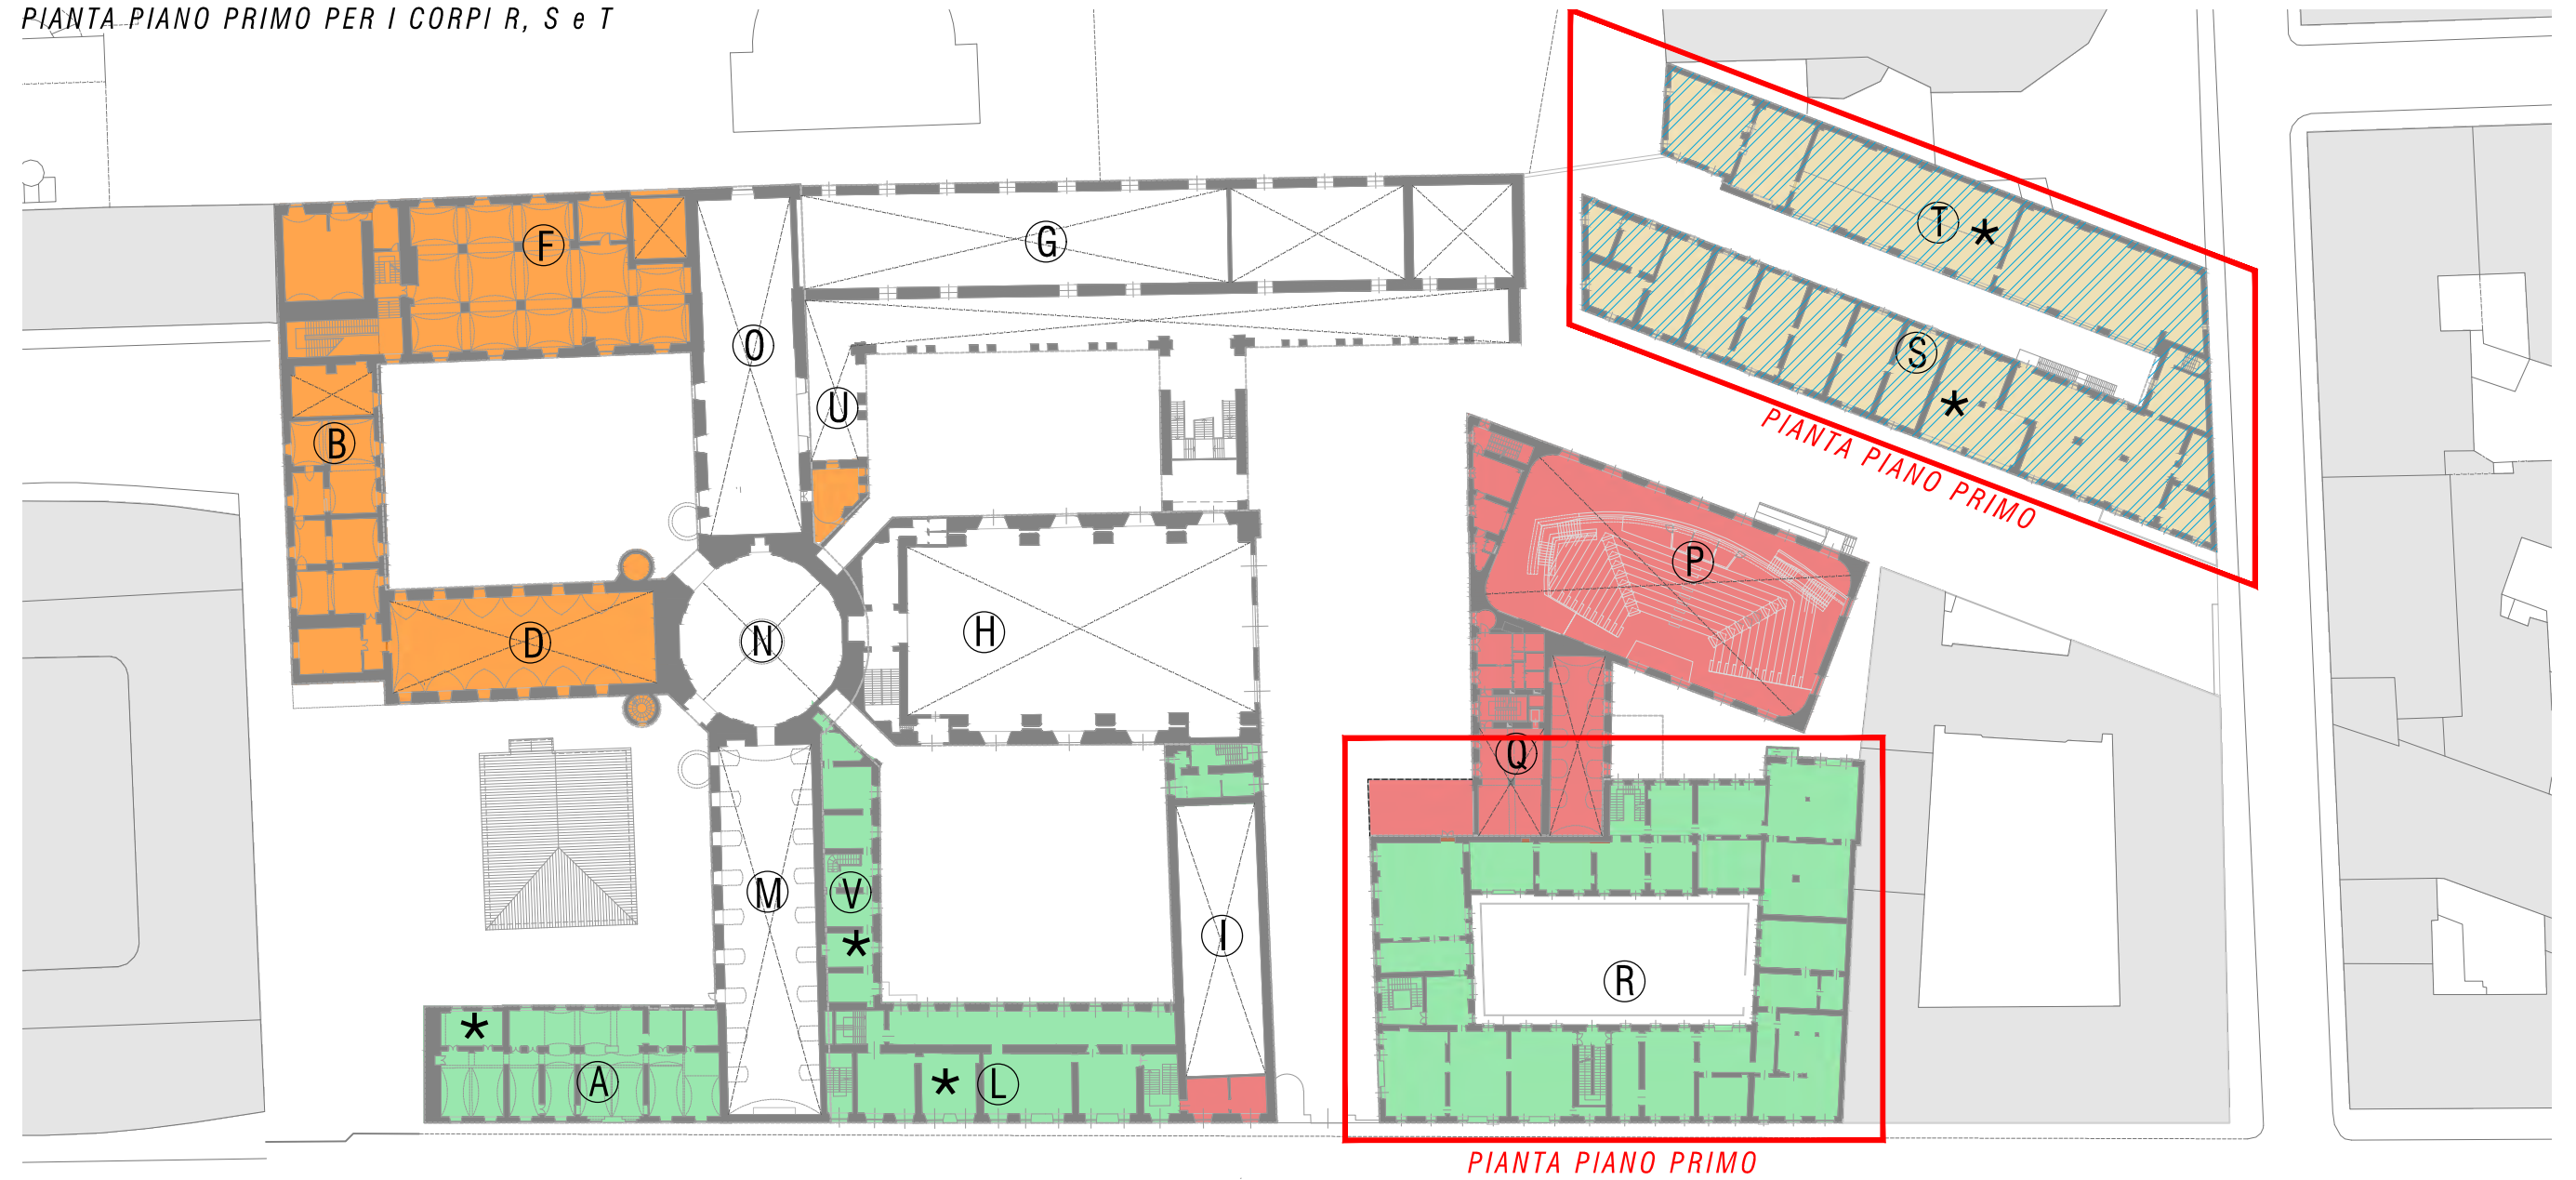 PIANTA PIANO PRIMO PER I CORPI R, S e T
T *
F
G
O
S
U
*
B
PIANTA PIANO PRIMO
P
H
N
D
Q
M
V
I
*
R
*
A
* L
PIANTA PIANO PRIMO